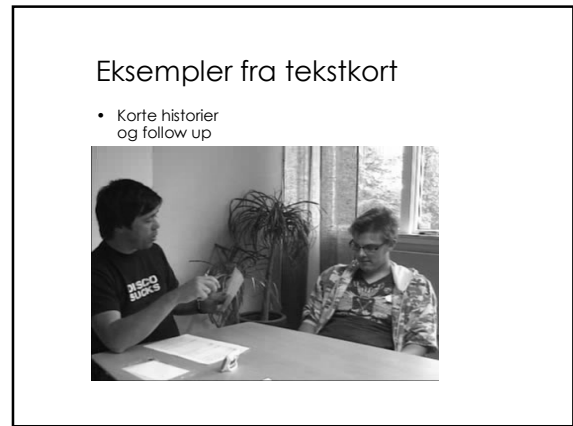 Eksempler fra tekstkort
• Korte historier
og follow up
DISCO
SUCKS